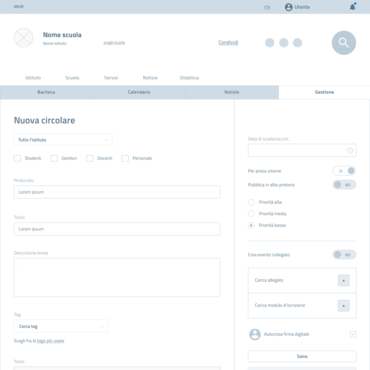 MIUR
(5)
Utente
Nome scuola
Nome istituto
scegli scuola
Condividi
Istituto
Scuola
Servizi
Notizie
Didattica
Bacheca
Calendario
Notizie
Gestione
Nuova circolare
Tutto l'istituto
Studenti
Genitori
Docenti
Personale
Protocollo
Lorem ipsum
Titolo
Lorem ipsum
Descrizione breve
Tag
Cerca tag
Scegli fra le tag più usate
Testo
Data di scadenza circ.
Per presa visione
SI
Pubblica in albo pretorio
NO
Priorità alta
Priorità media
Priorità bassa
Crea evento collegato
NO
Carica allegato
+
Carica modulo d'iscrizione
+
Autorizza firma digitale
Salva